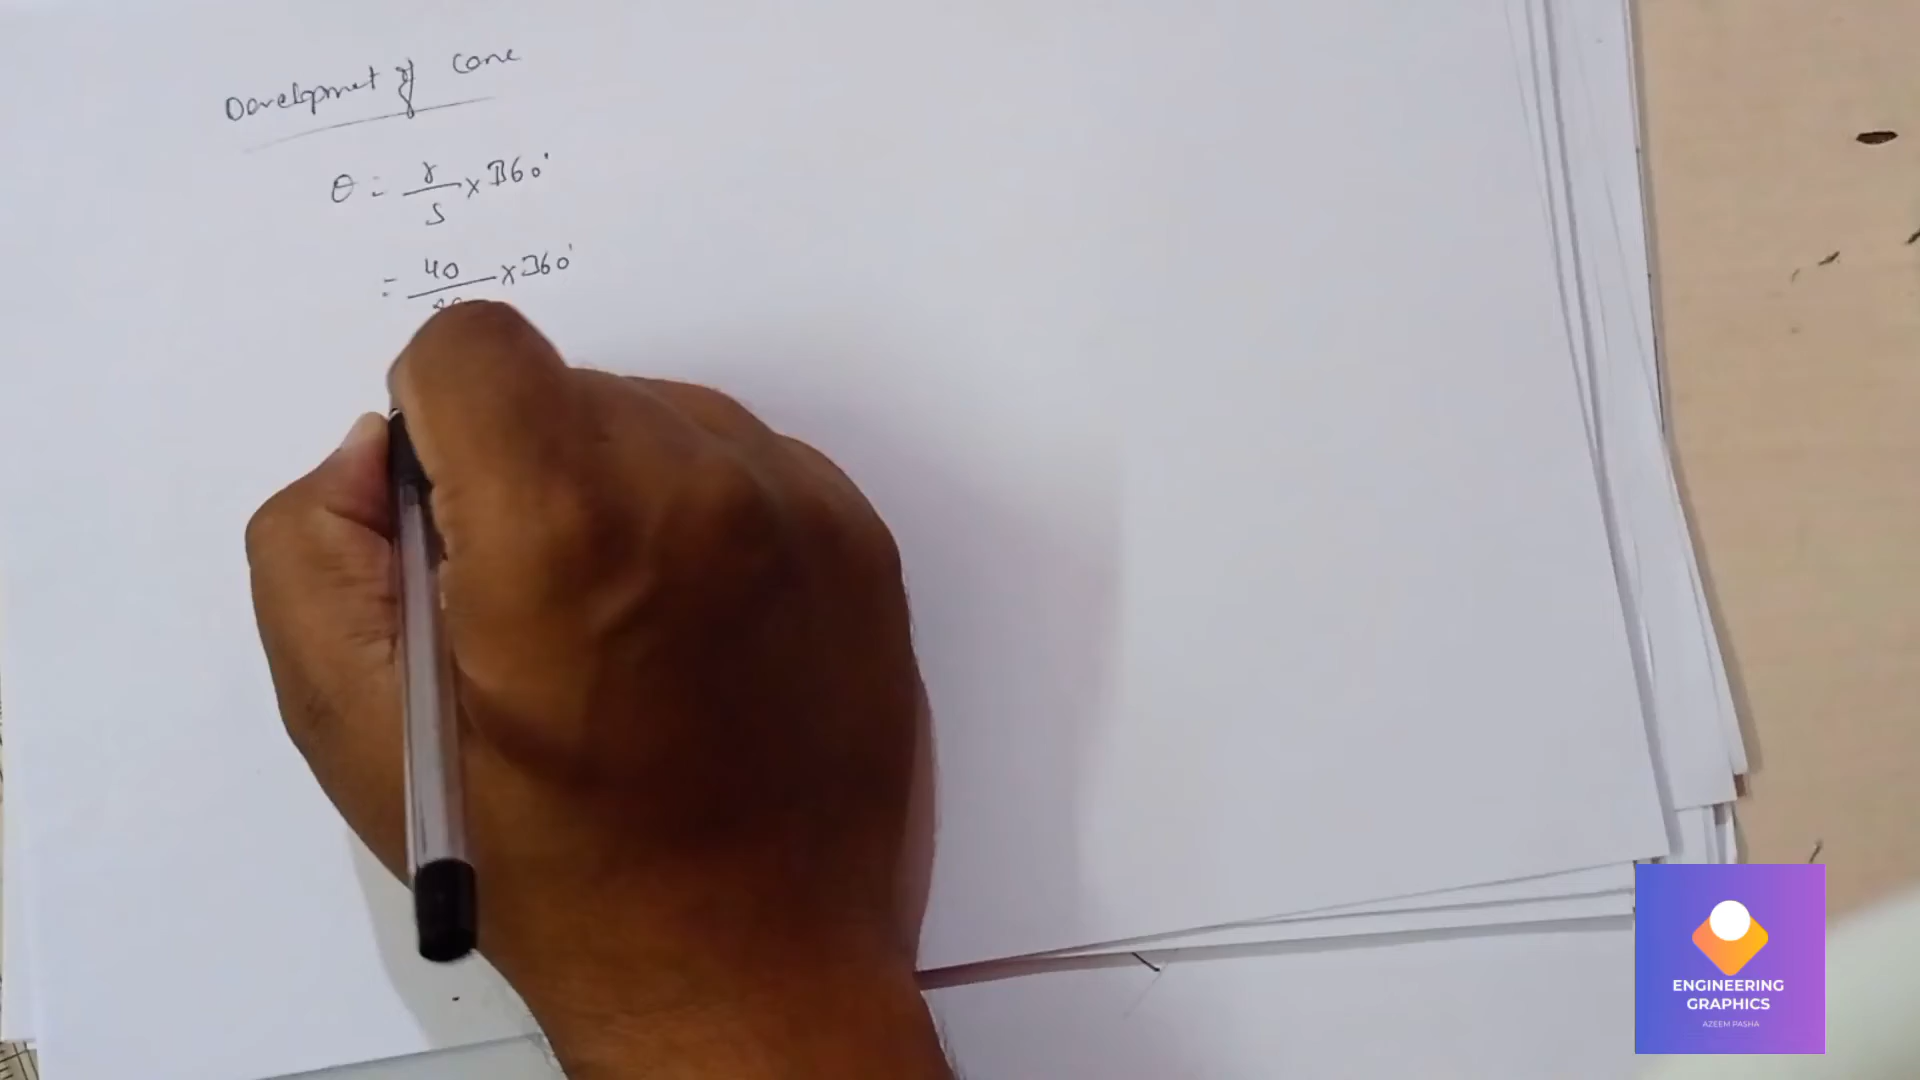 Development of Cone
θ = r/s × 360°
= 40/ × 360°
ENGINEERING
GRAPHICS
AZEEM PASHA